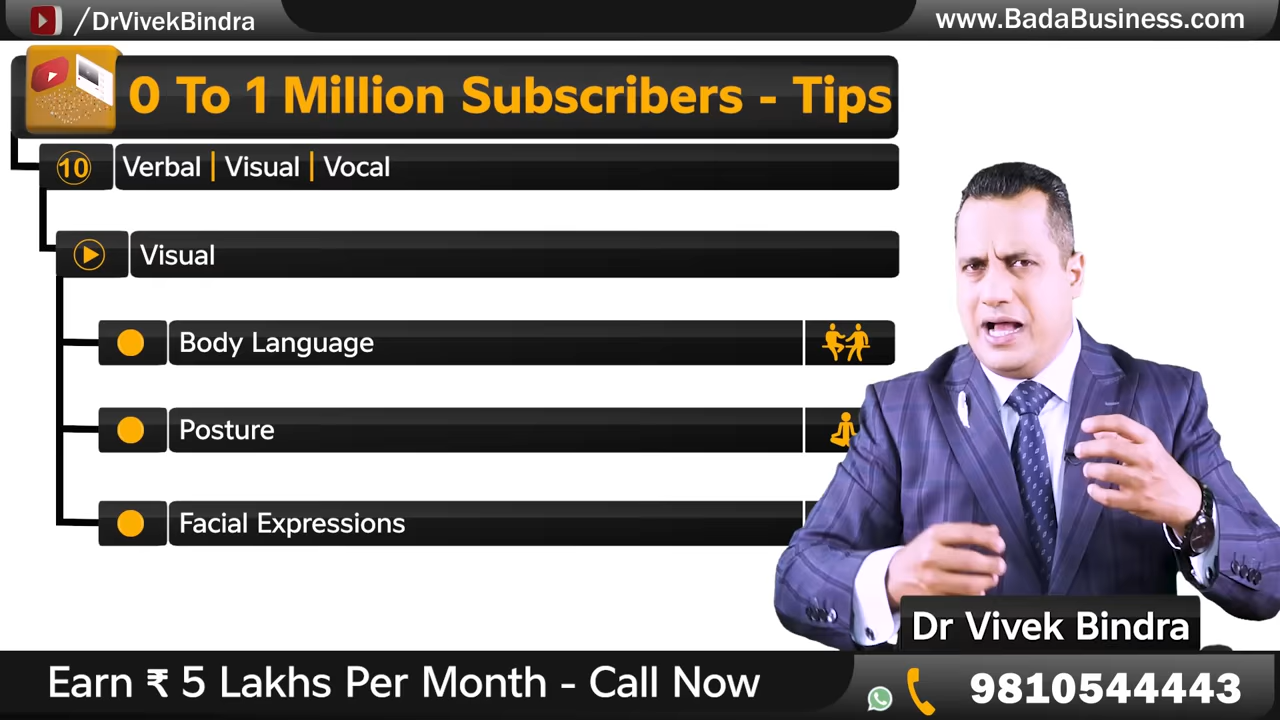 /DrVivekBindra
www.BadaBusiness.com
0 To 1 Million Subscribers - Tips
10 Verbal | Visual | Vocal
Visual
Body Language
Posture
Facial Expressions
Dr Vivek Bindra
Earn ₹ 5 Lakhs Per Month - Call Now
9810544443